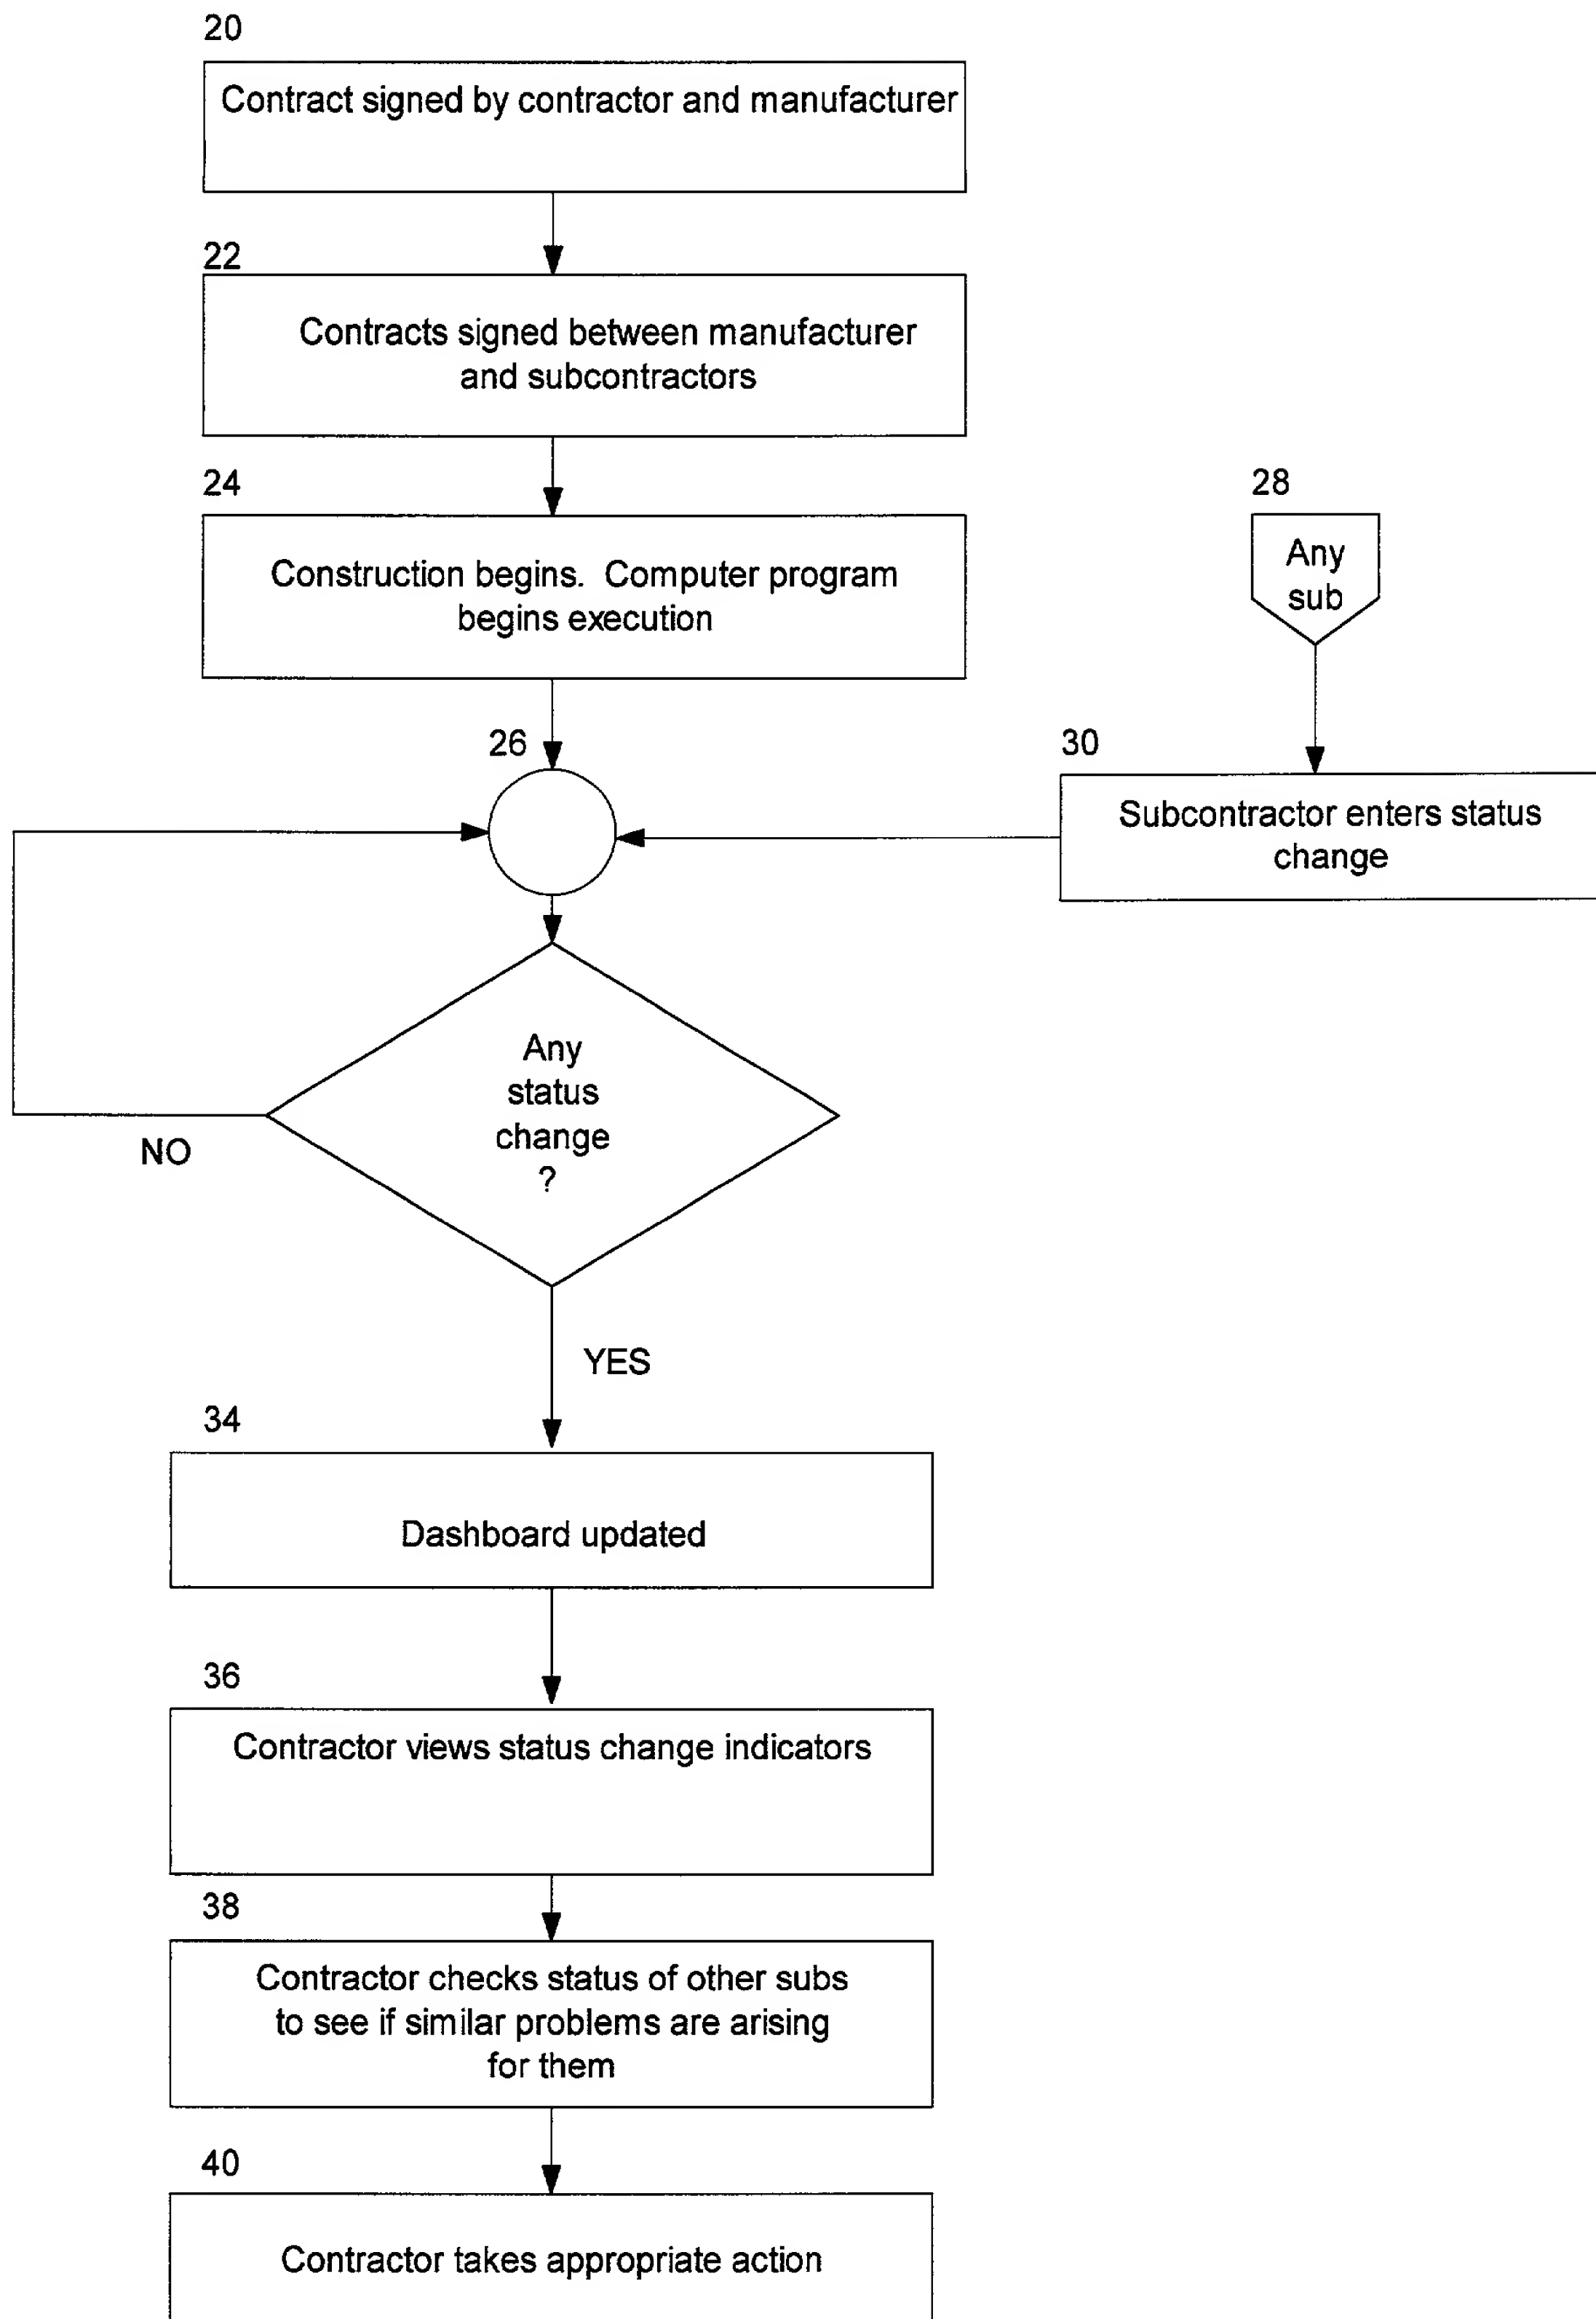 20
Contract signed by contractor and manufacturer
22
Contracts signed between manufacturer
and subcontractors
24
Construction begins. Computer program
begins execution
28
Any
sub
26
30
Subcontractor enters status
change
Any
status
change
?
NO
YES
34
Dashboard updated
36
Contractor views status change indicators
38
Contractor checks status of other subs
to see if similar problems are arising
for them
40
Contractor takes appropriate action